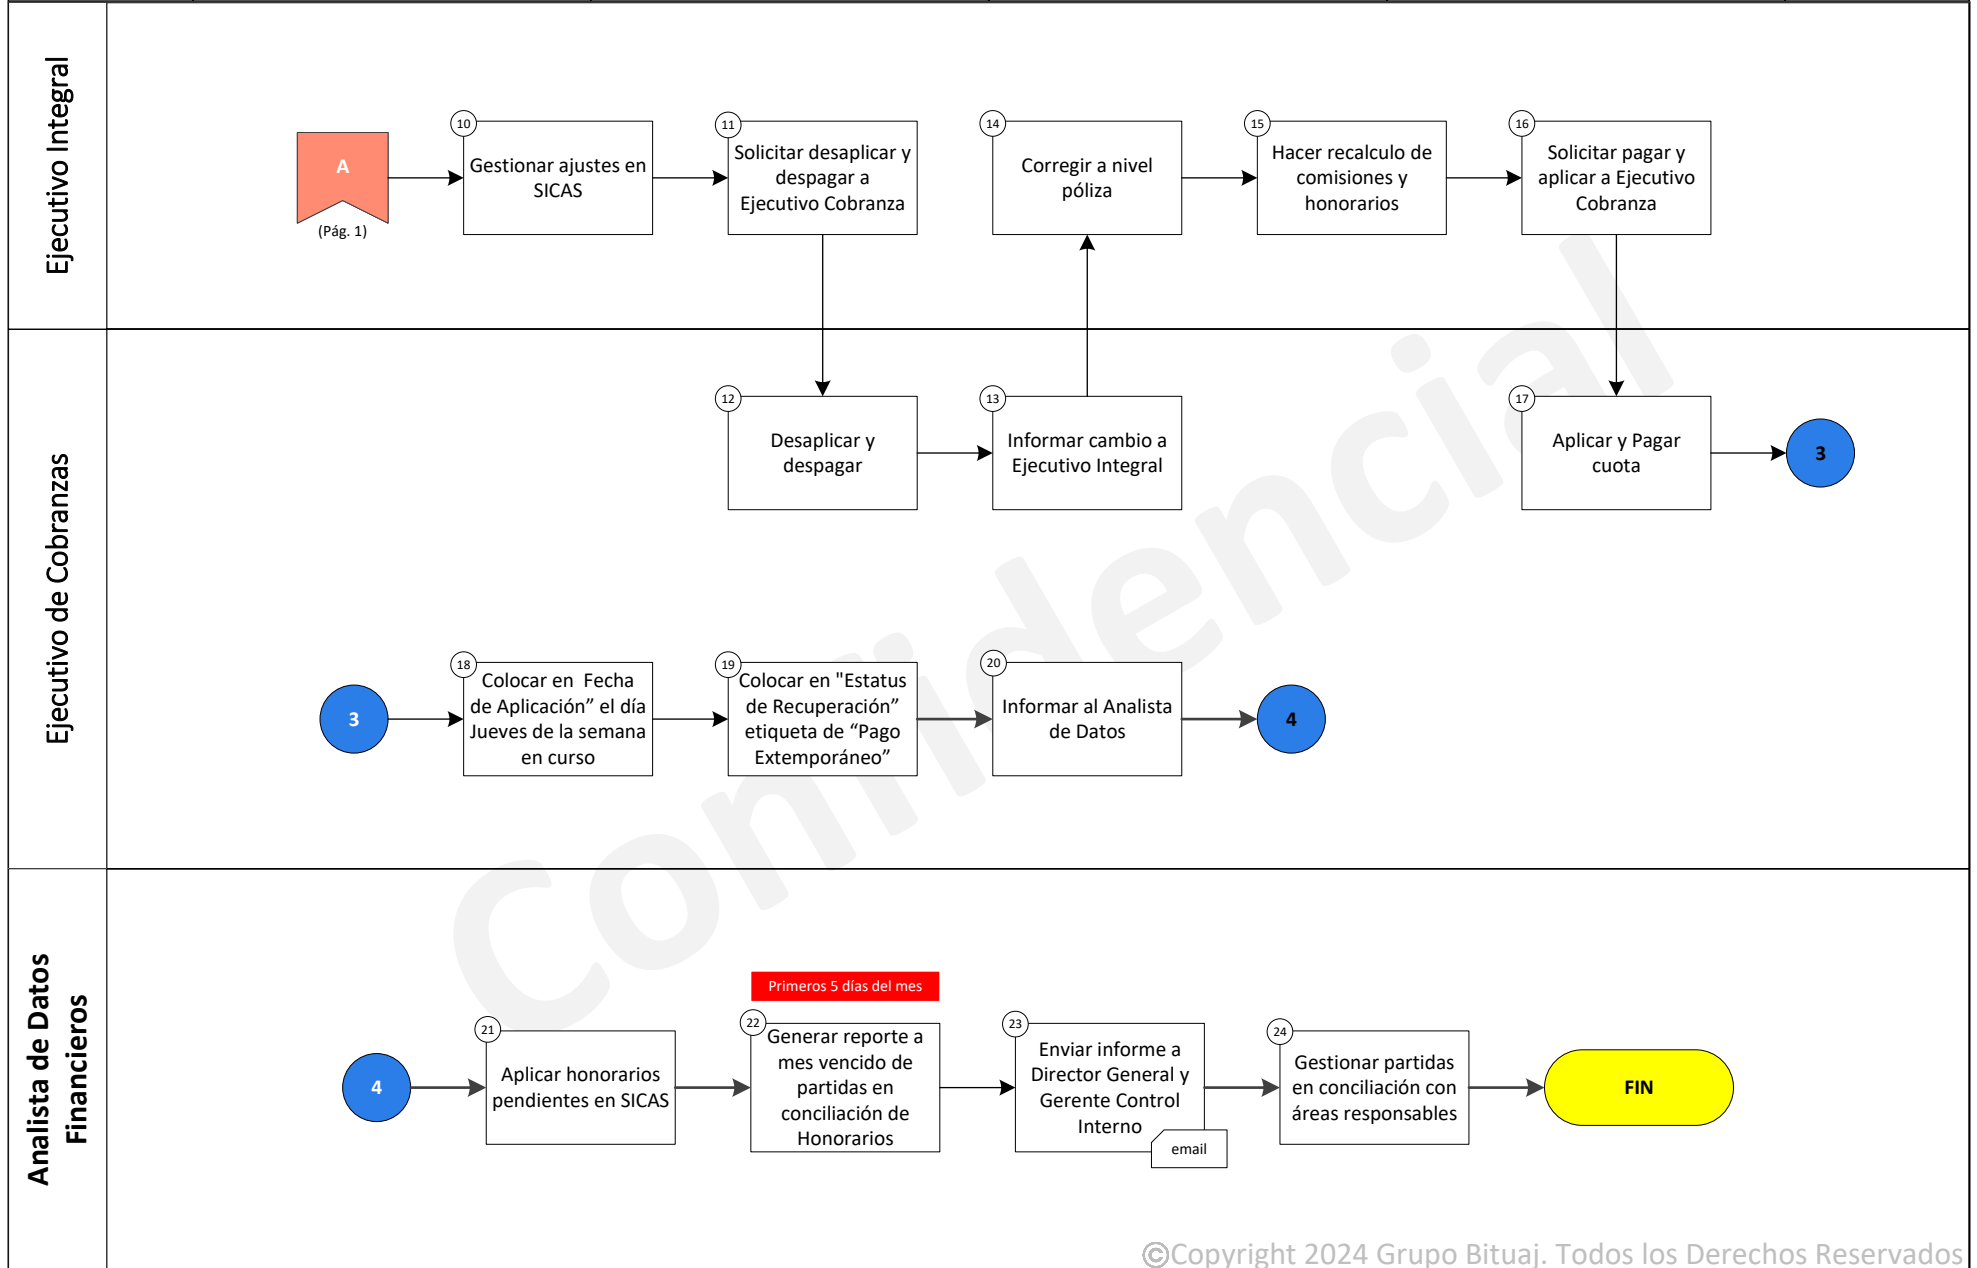 Ejecutivo Integral
A
(Pág. 1)
10
Gestionar ajustes en
SICAS
11
Solicitar desaplicar y
despagar a
Ejecutivo Cobranza
14
Corregir a nivel
póliza
15
Hacer recalculo de
comisiones y
honorarios
16
Solicitar pagar y
aplicar a Ejecutivo
Cobranza
Ejecutivo de Cobranzas
12
Desaplicar y
despagar
13
Informar cambio a
Ejecutivo Integral
17
Aplicar y Pagar
cuota
3
3
18
Colocar en  Fecha
de Aplicación” el día
Jueves de la semana
en curso
19
Colocar en "Estatus
de Recuperación”
etiqueta de “Pago
Extemporáneo”
20
Informar al Analista
de Datos
4
Analista de Datos
Financieros
4
21
Aplicar honorarios
pendientes en SICAS
Primeros 5 días del mes
22
Generar reporte a
mes vencido de
partidas en
conciliación de
Honorarios
23
Enviar informe a
Director General y
Gerente Control
Interno
email
24
Gestionar partidas
en conciliación con
áreas responsables
FIN
Confidencial
©Copyright 2024 Grupo Bituaj. Todos los Derechos Reservados